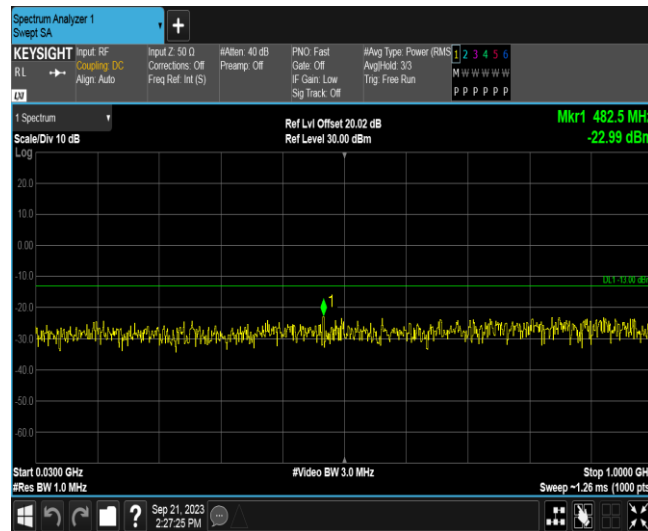 Spectrum Analyzer 1
Swept SA
+
KEYSIGHT
RL
LXI
Input: RF
Coupling: DC
Align: Auto
Input Z: 50 Ω
Corrections: Off
Freq Ref: Int (S)
#Atten: 40 dB
Preamp: Off
PNO: Fast
Gate: Off
IF Gain: Low
Sig Track: Off
#Avg Type: Power (RMS
Avg|Hold: 3/3
Trig: Free Run
1 2 3 4 5 6
M W W W W W
P P P P P P
1 Spectrum
Scale/Div 10 dB
Log
Ref Lvl Offset 20.02 dB
Ref Level 30.00 dBm
Mkr1 482.5 MHz
-22.99 dBm
20.0
10.0
0.00
-10.0
DL1 -13.00 dBm
1
-20.0
-30.0
-40.0
-50.0
-60.0
Start 0.0300 GHz
#Res BW 1.0 MHz
#Video BW 3.0 MHz
Stop 1.0000 GH
Sweep ~1.26 ms (1000 pts
?
Sep 21, 2023
2:27:25 PM